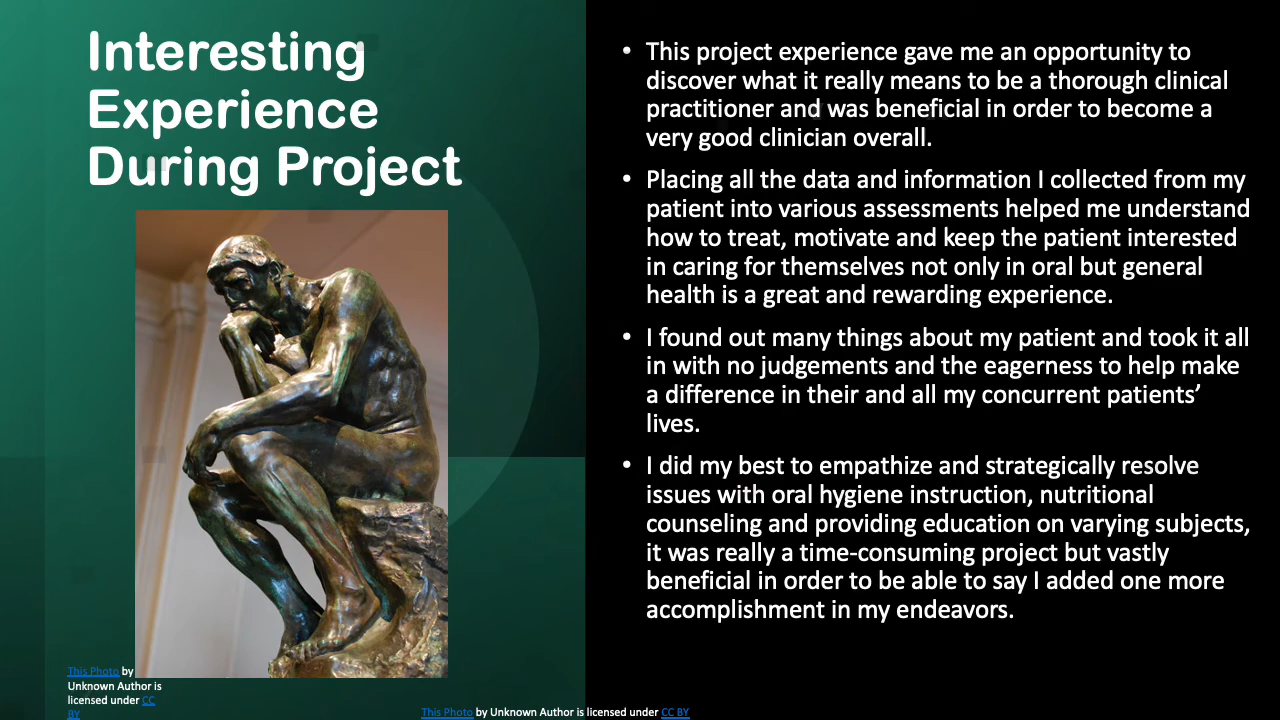 Interesting
Experience
During Project
• This project experience gave me an opportunity to
discover what it really means to be a thorough clinical
practitioner and was beneficial in order to become a
very good clinician overall.
• Placing all the data and information I collected from my
patient into various assessments helped me understand
how to treat, motivate and keep the patient interested
in caring for themselves not only in oral but general
health is a great and rewarding experience.
• I found out many things about my patient and took it all
in with no judgements and the eagerness to help make
a difference in their and all my concurrent patients’
lives.
• I did my best to empathize and strategically resolve
issues with oral hygiene instruction, nutritional
counseling and providing education on varying subjects,
it was really a time-consuming project but vastly
beneficial in order to be able to say I added one more
accomplishment in my endeavors.
This Photo by
Unknown Author is
licensed under CC
BY
This Photo by Unknown Author is licensed under CC BY